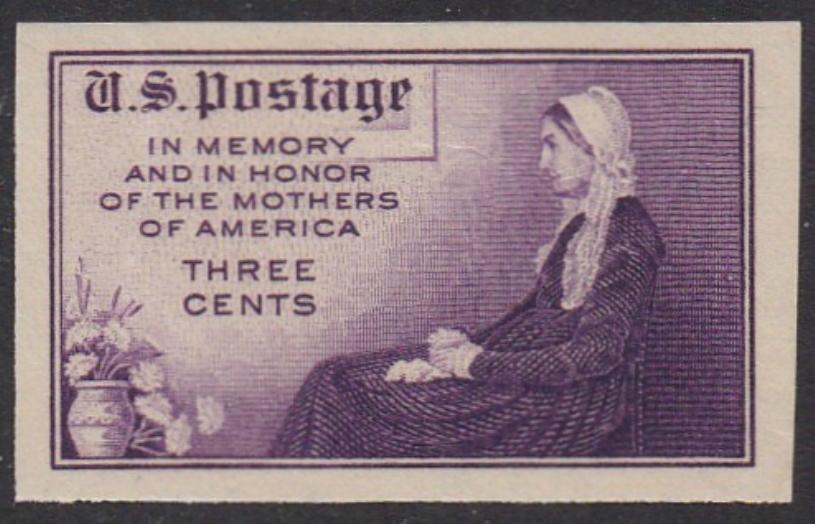 U.S. Postage
IN MEMORY
AND IN HONOR
OF THE MOTHERS
OF AMERICA
THREE
CENTS